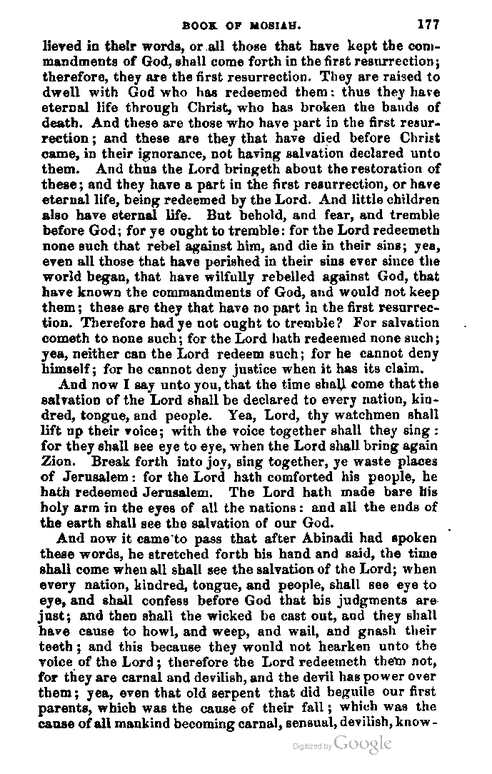 BOOK OF MOSIAH. 177
lieved in their words, or all those that have kept the com-
mandments of God, shall come forth in the first resurrection;
therefore, they are the first resurrection. They are raised to
dwell with God who has redeemed them: thus they have
eternal life through Christ, who has broken the bands of
death. And these are those who have part in the first resur-
rection; and these are they that have died before Christ
came, in their ignorance, not having salvation declared unto
them. And thus the Lord bringeth about the restoration of
these; and they have a part in the first resurrection, or have
eternal life, being redeemed by the Lord. And little children
also have eternal life. But behold, and fear, and tremble
before God; for ye ought to tremble: for the Lord redeemeth
none such that rebel against him, and die in their sins; yea,
even all those that have perished in their sins ever since the
world began, that have wilfully rebelled against God, that
have known the commandments of God, and would not keep
them; these are they that have no part in the first resurrec-
tion. Therefore had ye not ought to tremble? For salvation
cometh to none such; for the Lord hath redeemed none such;
yea, neither can the Lord redeem such; for he cannot deny
himself; for he cannot deny justice when it has its claim.
And now I say unto you, that the time shall come that the
salvation of the Lord shall be declared to every nation, kin-
dred, tongue, and people. Yea, Lord, thy watchmen shall
lift up their voice; with the voice together shall they sing:
for they shall see eye to eye, when the Lord shall bring again
Zion. Break forth into joy, sing together, ye waste places
of Jerusalem: for the Lord hath comforted his people, he
hath redeemed Jerusalem. The Lord hath made bare his
holy arm in the eyes of all the nations: and all the ends of
the earth shall see the salvation of our God.
And now it came to pass that after Abinadi had spoken
these words, he stretched forth his hand and said, the time
shall come when all shall see the salvation of the Lord; when
every nation, kindred, tongue, and people, shall see eye to
eye, and shall confess before God that his judgments are
just; and then shall the wicked be cast out, and they shall
have cause to howl, and weep, and wail, and gnash their
teeth; and this because they would not hearken unto the
voice of the Lord; therefore the Lord redeemeth them not,
for they are carnal and devilish, and the devil has power over
them; yea, even that old serpent that did beguile our first
parents, which was the cause of their fall; which was the
cause of all mankind becoming carnal, sensual, devilish, know-
Digitized by Google